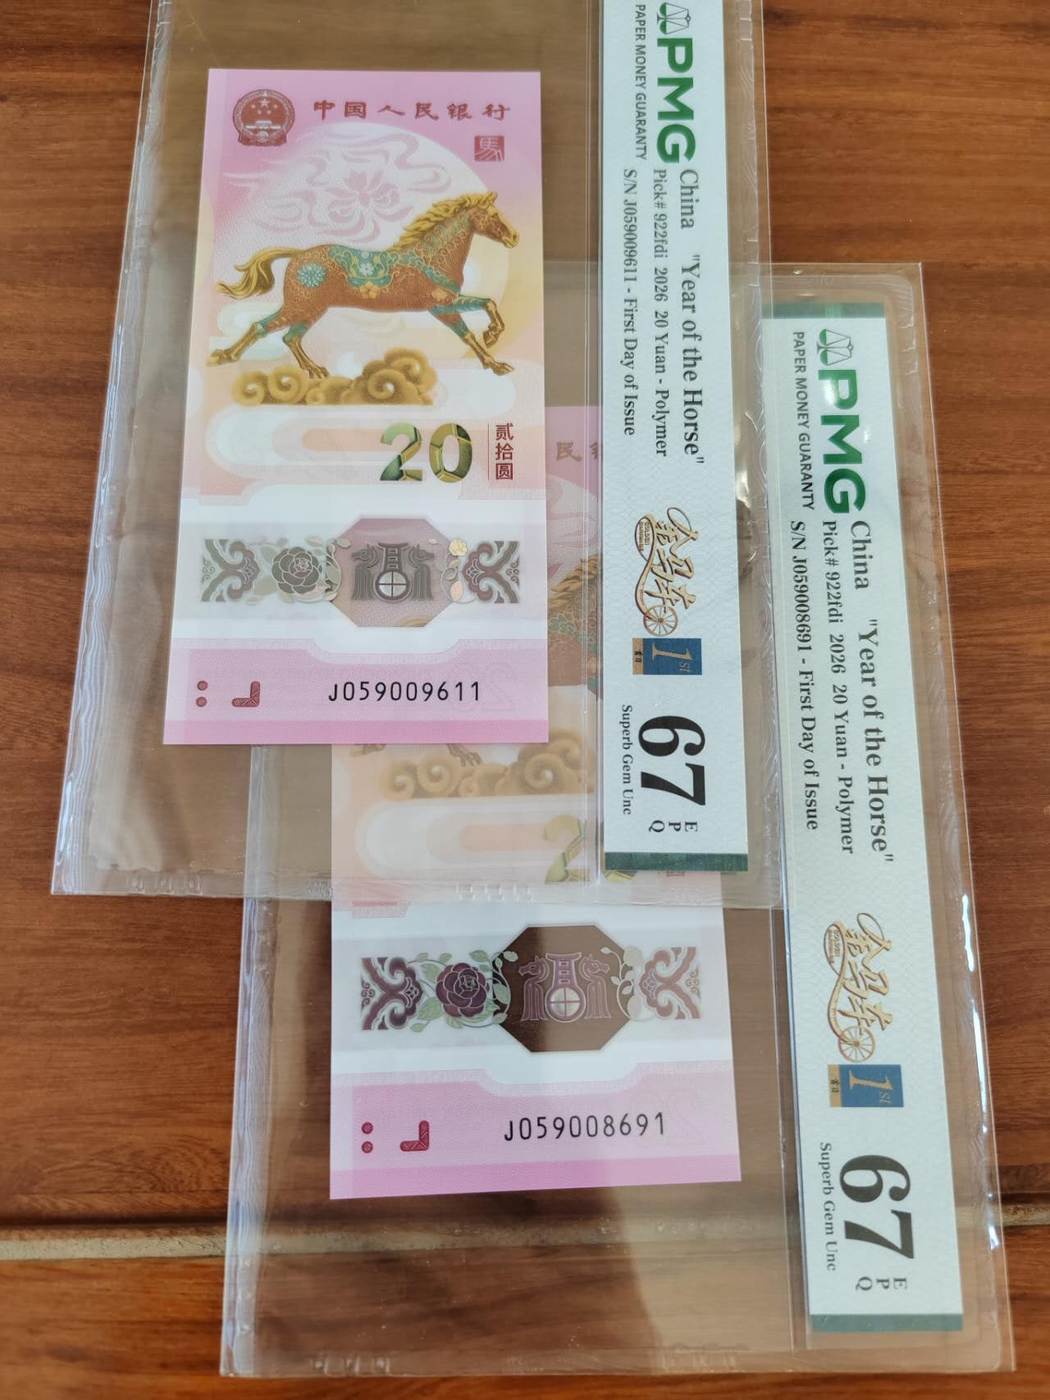 中国人民银行
馬
20
贰拾圆
J059009611
PMG
PAPER MONEY GUARANTY
China "Year of the Horse"
Pick# 922fdi 2026 20 Yuan - Polymer
S/N J059009611 - First Day of Issue
1st
67 EPQ
Superb Gem Unc
民银
2
J059008691
PMG
PAPER MONEY GUARANTY
China "Year of the Horse"
Pick# 922fdi 2026 20 Yuan - Polymer
S/N J059008691 - First Day of Issue
1st
67 EPQ
Superb Gem Unc